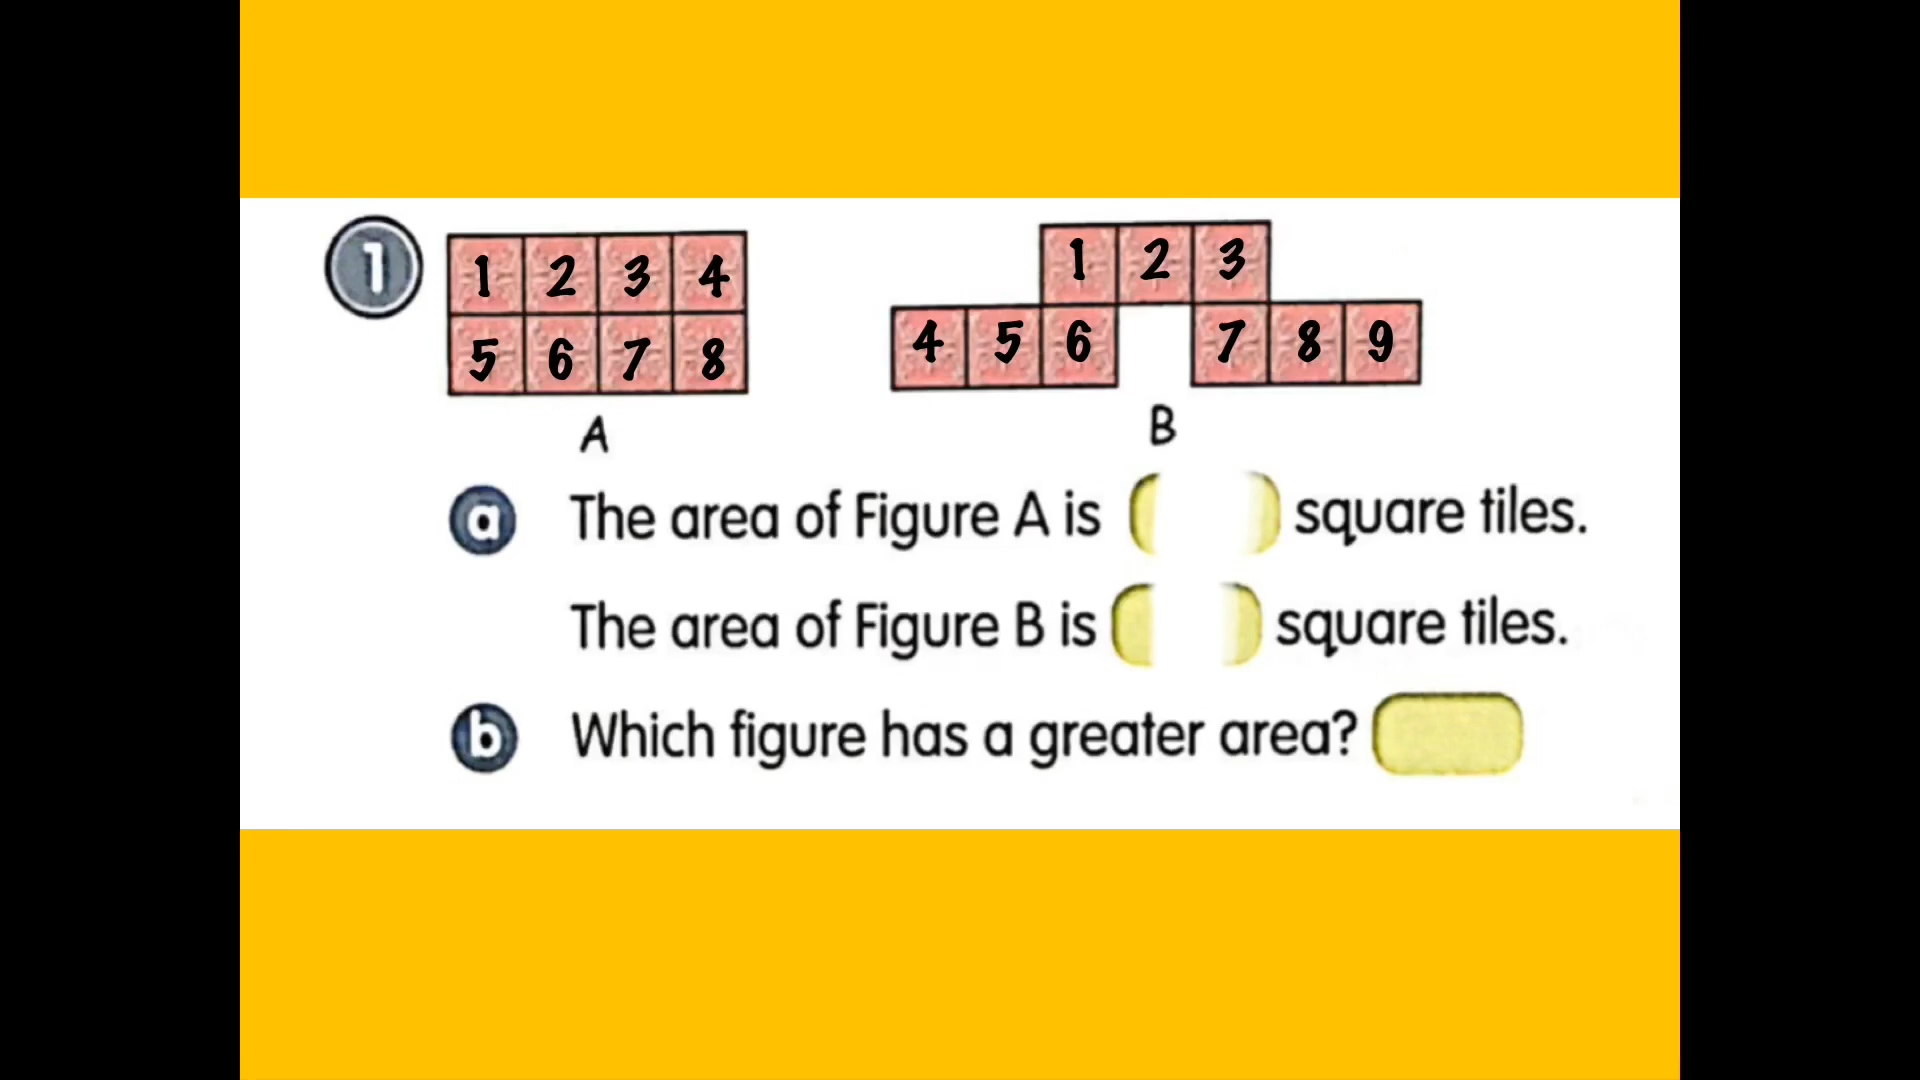 1
1 2 3 4
5 6 7 8
A
1 2 3
4 5 6 7 8 9
B
a The area of Figure A is square tiles.
The area of Figure B is square tiles.
b Which figure has a greater area?